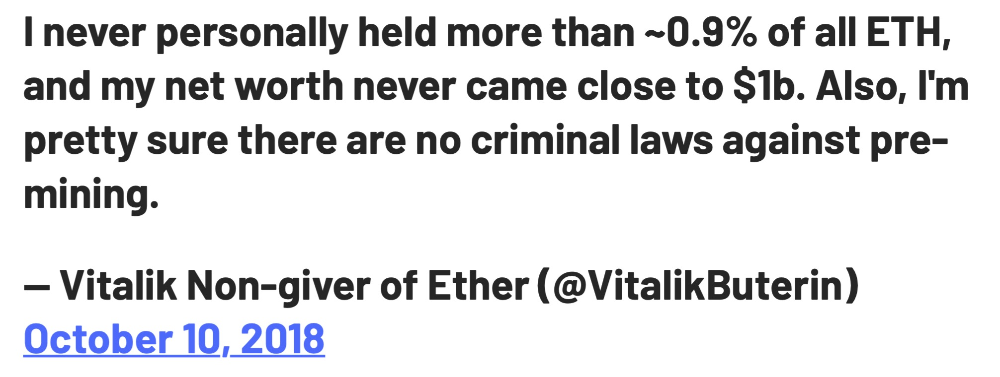 I never personally held more than ~0.9% of all ETH,
and my net worth never came close to $1b. Also, I'm
pretty sure there are no criminal laws against pre-
mining.
— Vitalik Non-giver of Ether (@VitalikButerin)
October 10, 2018